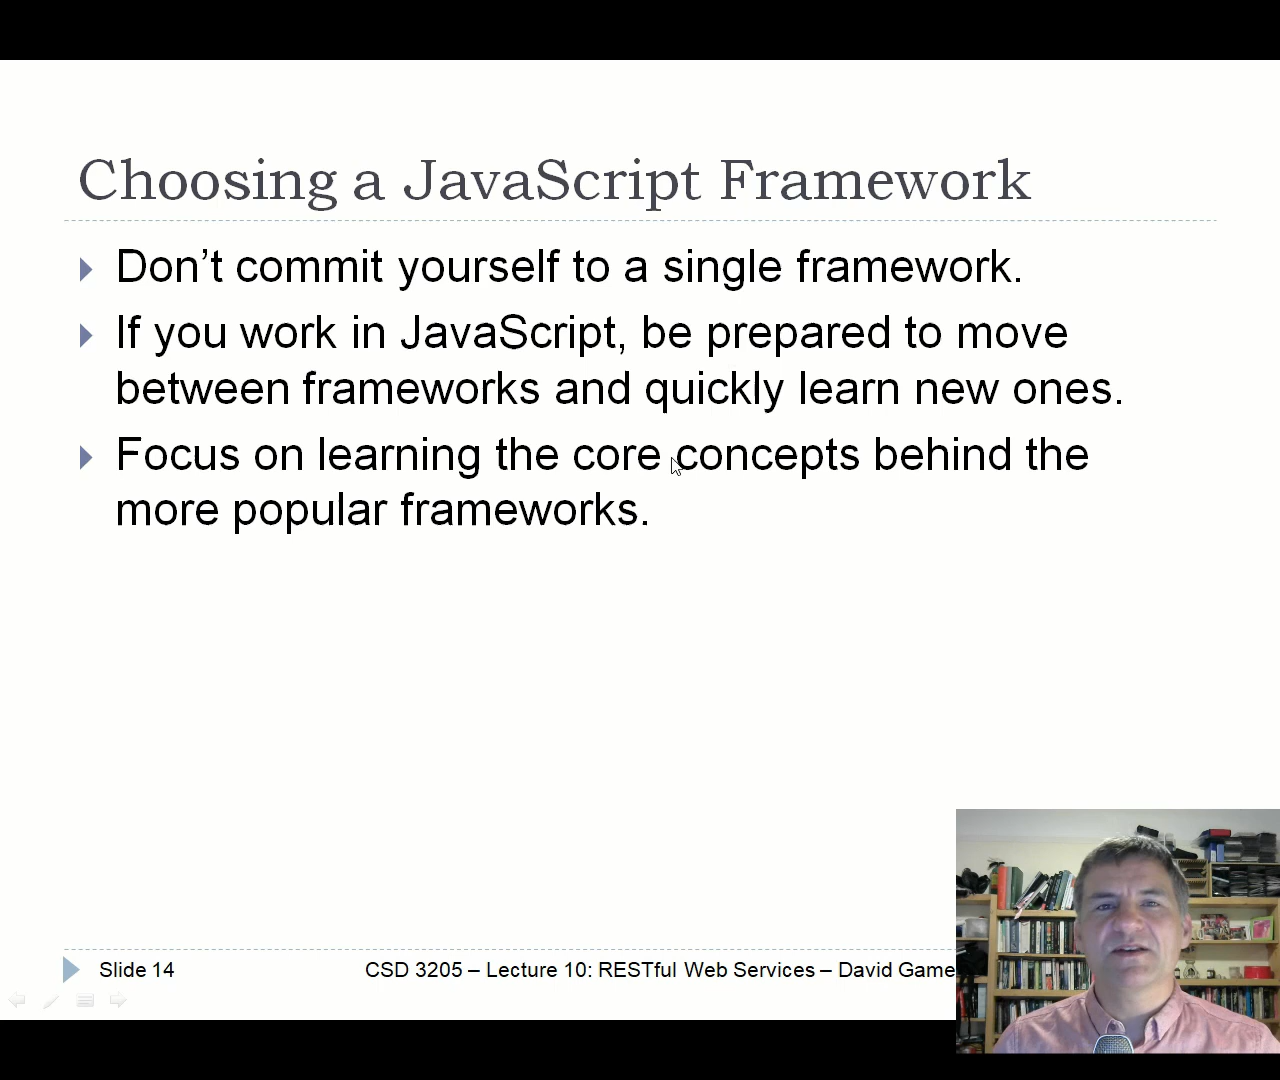 Choosing a JavaScript Framework
Don’t commit yourself to a single framework.
If you work in JavaScript, be prepared to move
between frameworks and quickly learn new ones.
Focus on learning the core concepts behind the
more popular frameworks.
Slide 14
CSD 3205 – Lecture 10: RESTful Web Services – David Game